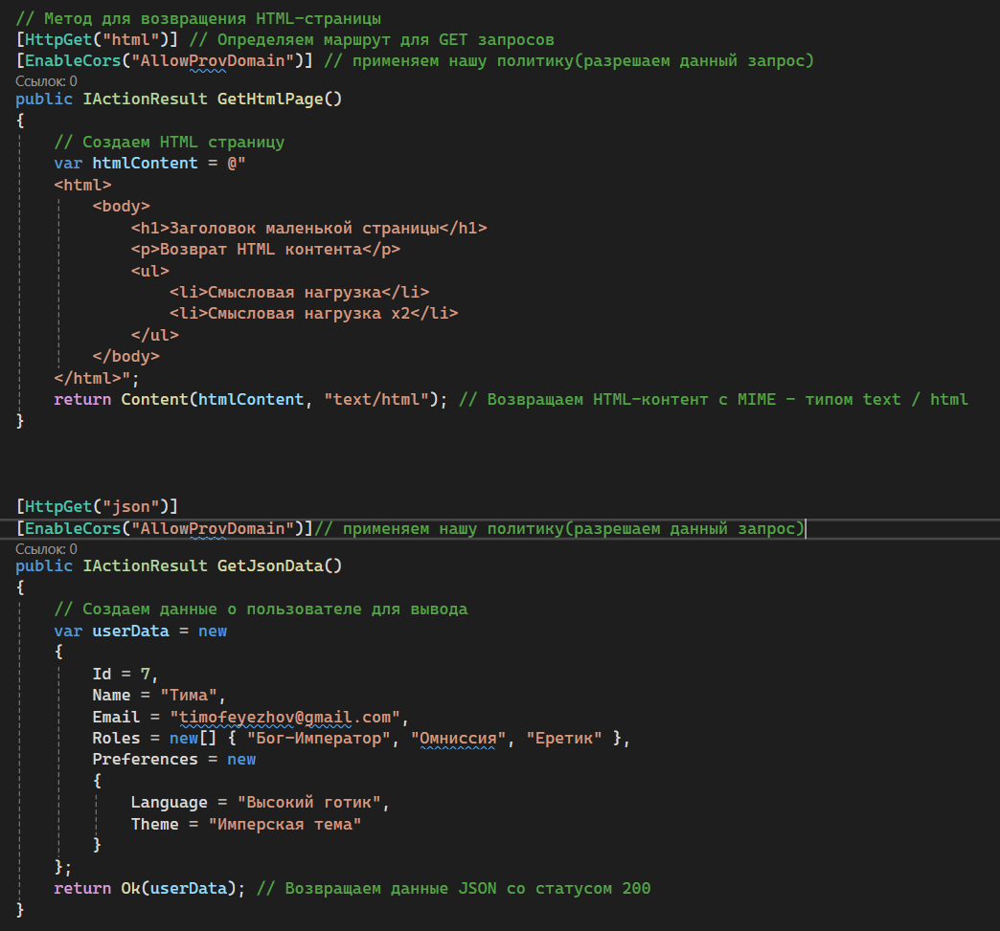 // Метод для возвращения HTML-страницы
[HttpGet("html")] // Определяем маршрут для GET запросов
[EnableCors("AllowProvDomain")] // применяем нашу политику(разрешаем данный запрос)
Ссылок: 0
public IActionResult GetHtmlPage()
{
    // Создаем HTML страницу
    var htmlContent = @"
    <html>
        <body>
            <h1>Заголовок маленькой страницы</h1>
            <p>Возврат HTML контента</p>
            <ul>
                <li>Смысловая нагрузка</li>
                <li>Смысловая нагрузка x2</li>
            </ul>
        </body>
    </html>";
    return Content(htmlContent, "text/html"); // Возвращаем HTML-контент с MIME - типом text / html
}
[HttpGet("json")]
[EnableCors("AllowProvDomain")]// применяем нашу политику(разрешаем данный запрос)
Ссылок: 0
public IActionResult GetJsonData()
{
    // Создаем данные о пользователе для вывода
    var userData = new
    {
        Id = 7,
        Name = "Тима",
        Email = "timofeyezhov@gmail.com",
        Roles = new[] { "Бог-Император", "Омниссия", "Еретик" },
        Preferences = new
        {
            Language = "Высокий готик",
            Theme = "Имперская тема"
        }
    };
    return Ok(userData); // Возвращаем данные JSON со статусом 200
}